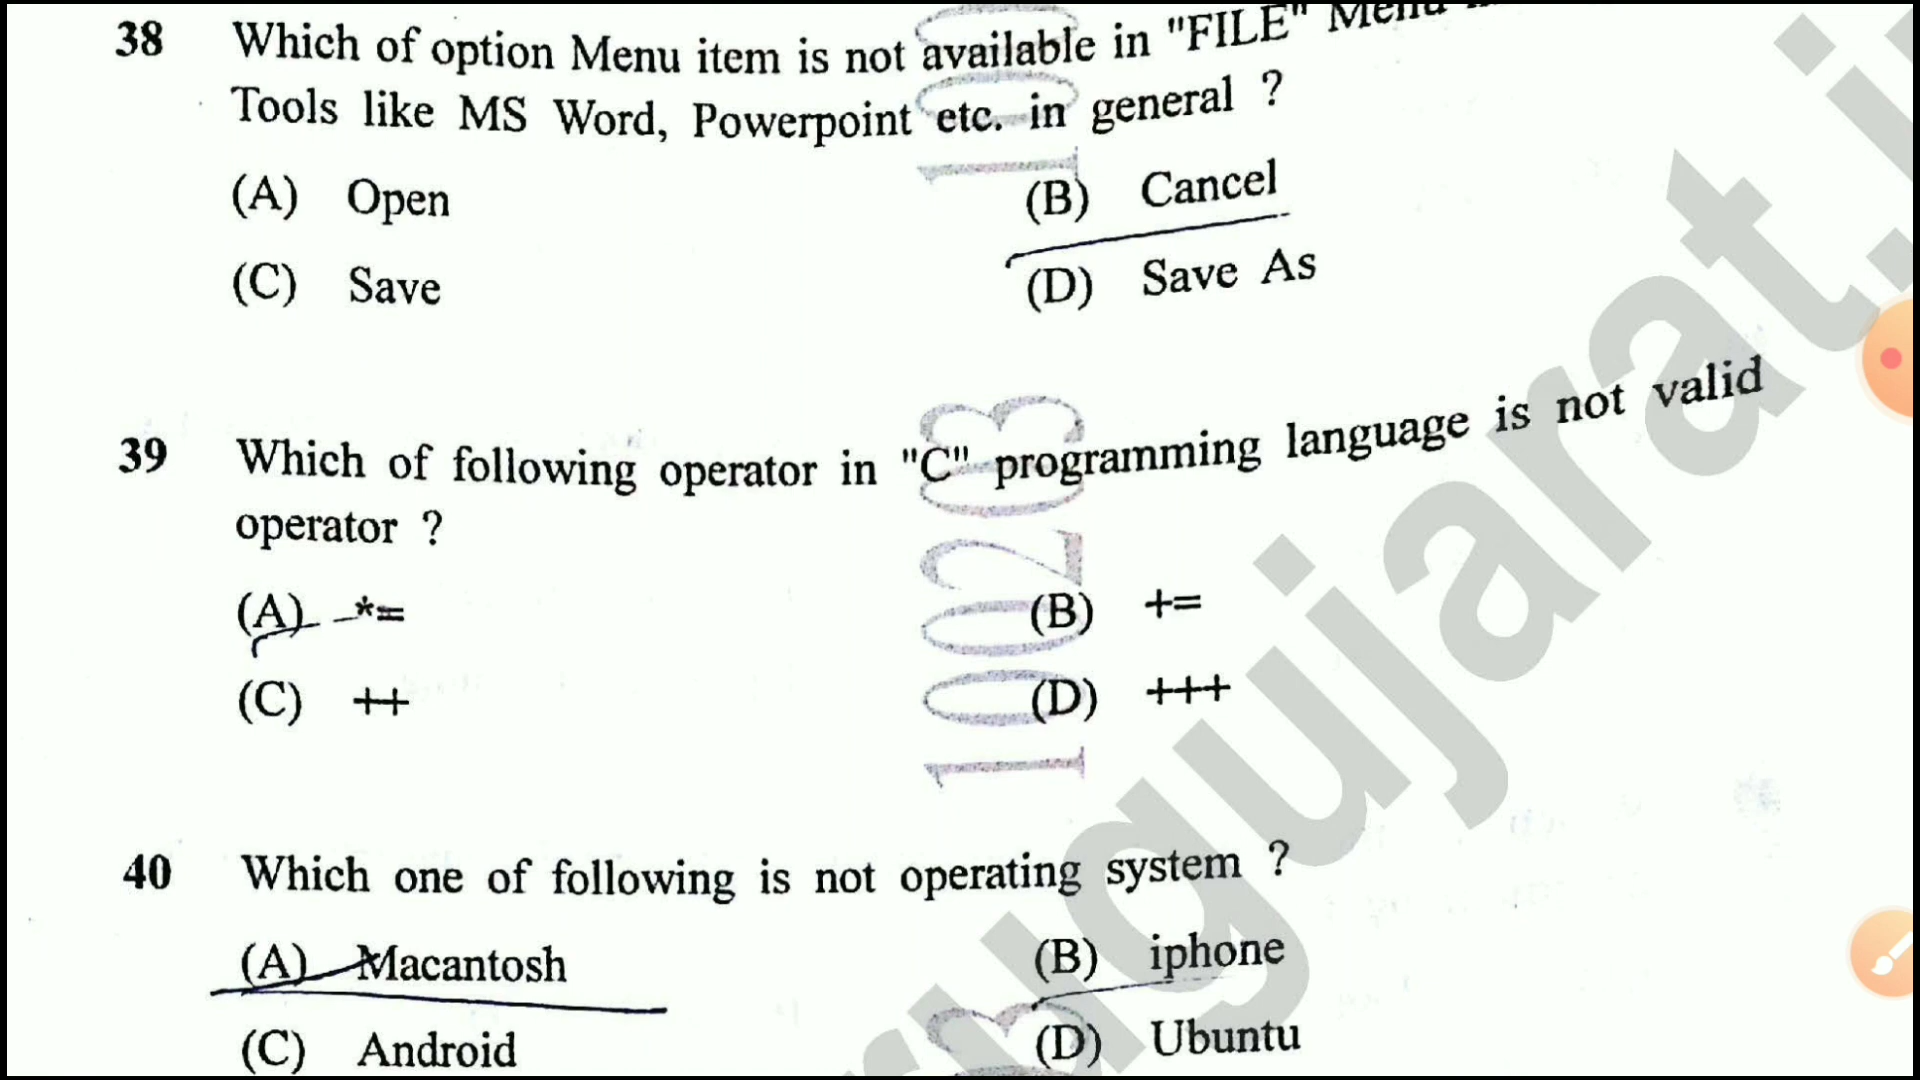 38 Which of option Menu item is not available in "FILE" Menu
Tools like MS Word, Powerpoint etc. in general ?
(A) Open (B) Cancel
(C) Save (D) Save As
39 Which of following operator in "C" programming language is not valid
operator ?
(A) *= (B) +=
(C) ++ (D) +++
1100203
40 Which one of following is not operating system ?
(A) Macantosh (B) iphone
(C) Android (D) Ubuntu